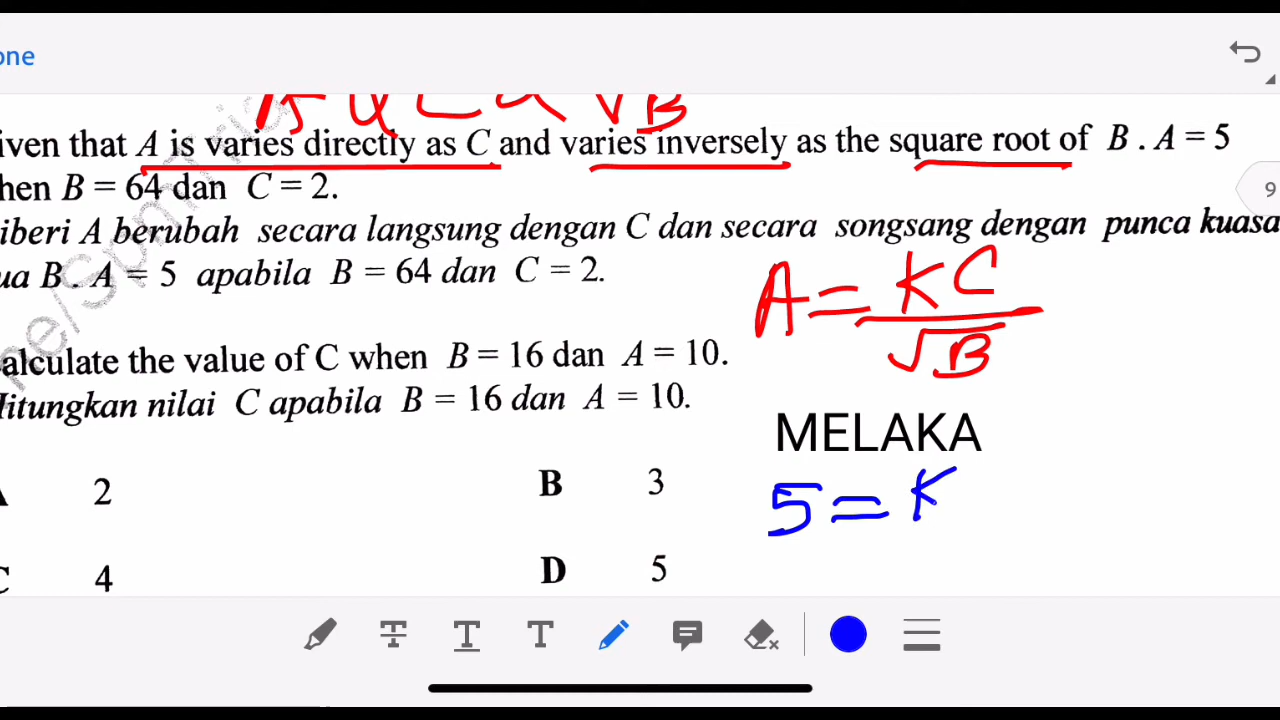 one
iven that A is varies directly as C and varies inversely as the square root of B . A = 5
hen B = 64 dan C = 2.
iberi A berubah secara langsung dengan C dan secara songsang dengan punca kuasa
ua B . A = 5 apabila B = 64 dan C = 2.
A = KC
√B
alculate the value of C when B = 16 dan A = 10.
Hitungkan nilai C apabila B = 16 dan A = 10.
MELAKA
A 2
B 3
5 = K
C 4
D 5
9